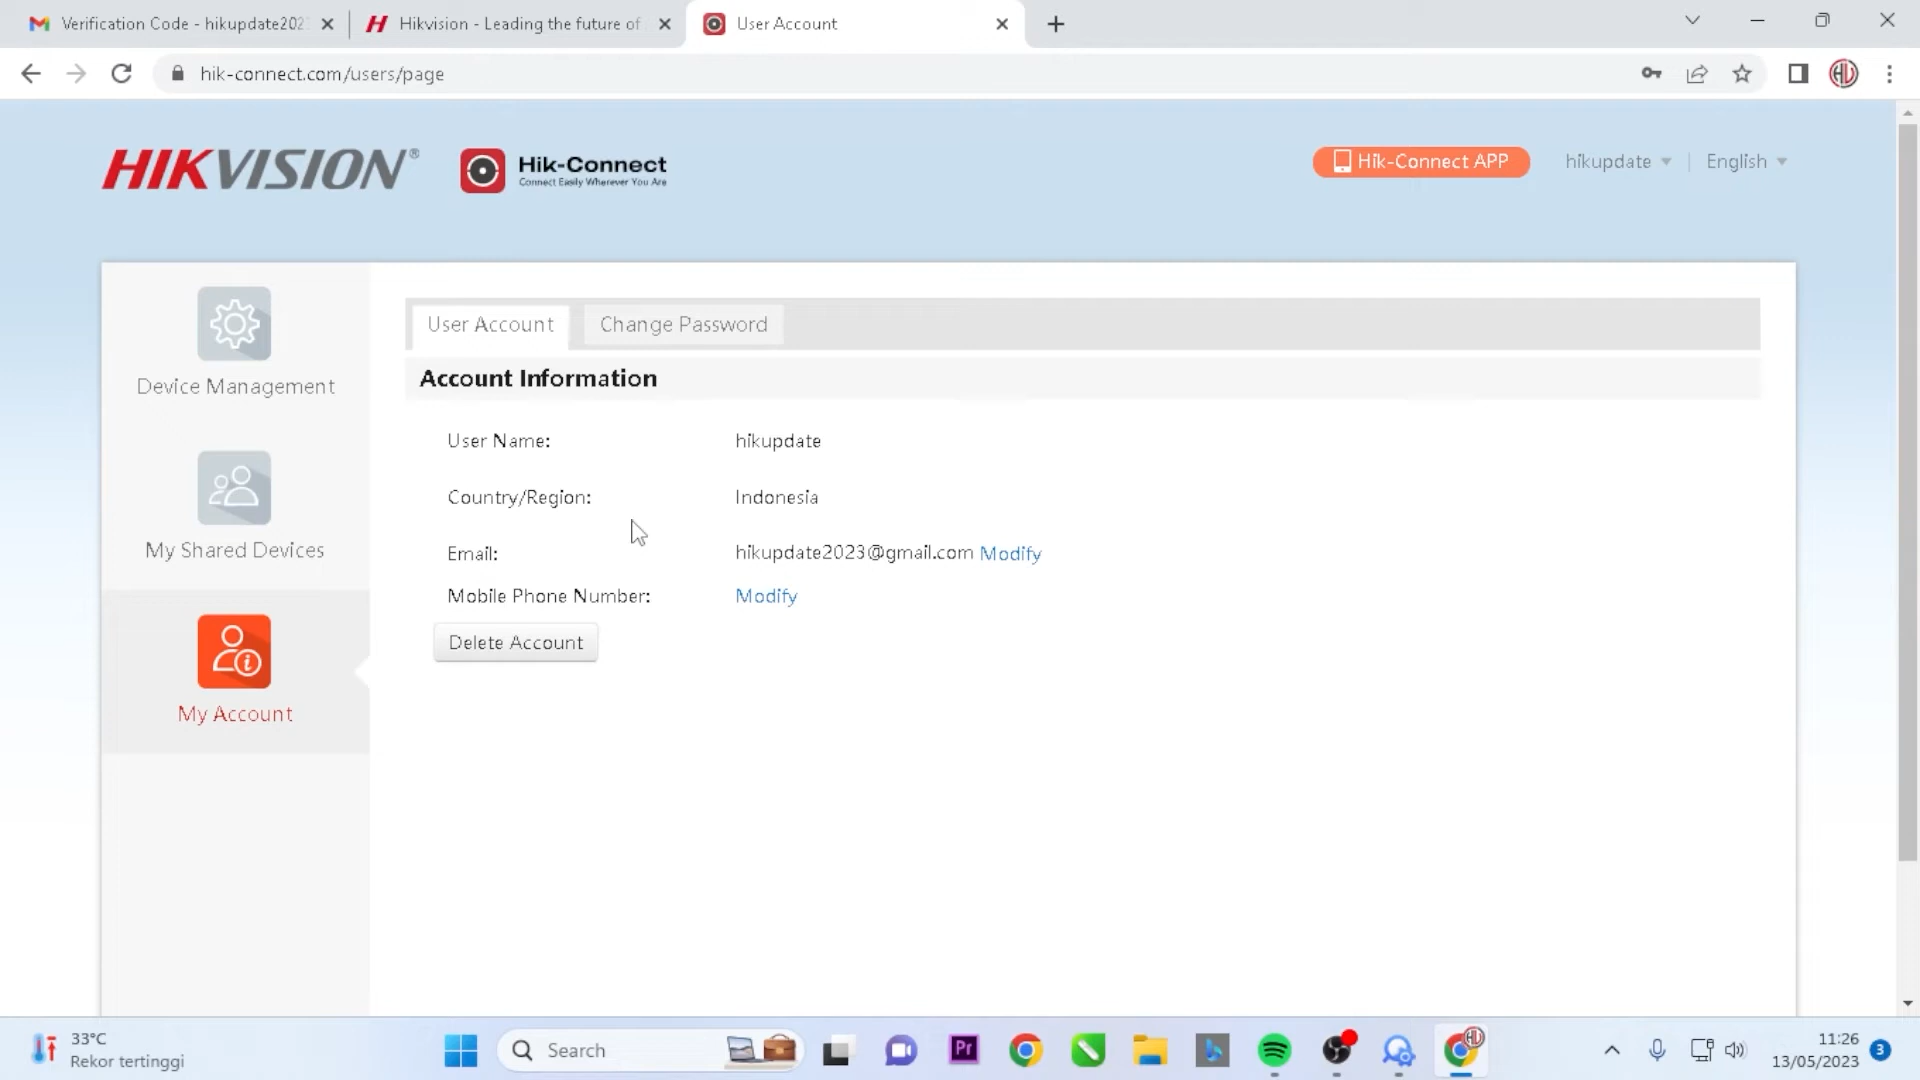 Verification Code - hikupdate202
Hikvision - Leading the future of
User Account
hik-connect.com/users/page
HIKVISION®
Hik-Connect
Connect Easily Wherever You Are
Hik-Connect APP
hikupdate
English
Device Management
My Shared Devices
My Account
User Account
Change Password
Account Information
User Name: hikupdate
Country/Region: Indonesia
Email: hikupdate2023@gmail.com Modify
Mobile Phone Number: Modify
Delete Account
33°C
Rekor tertinggi
Search
Pr
11:26
13/05/2023
3